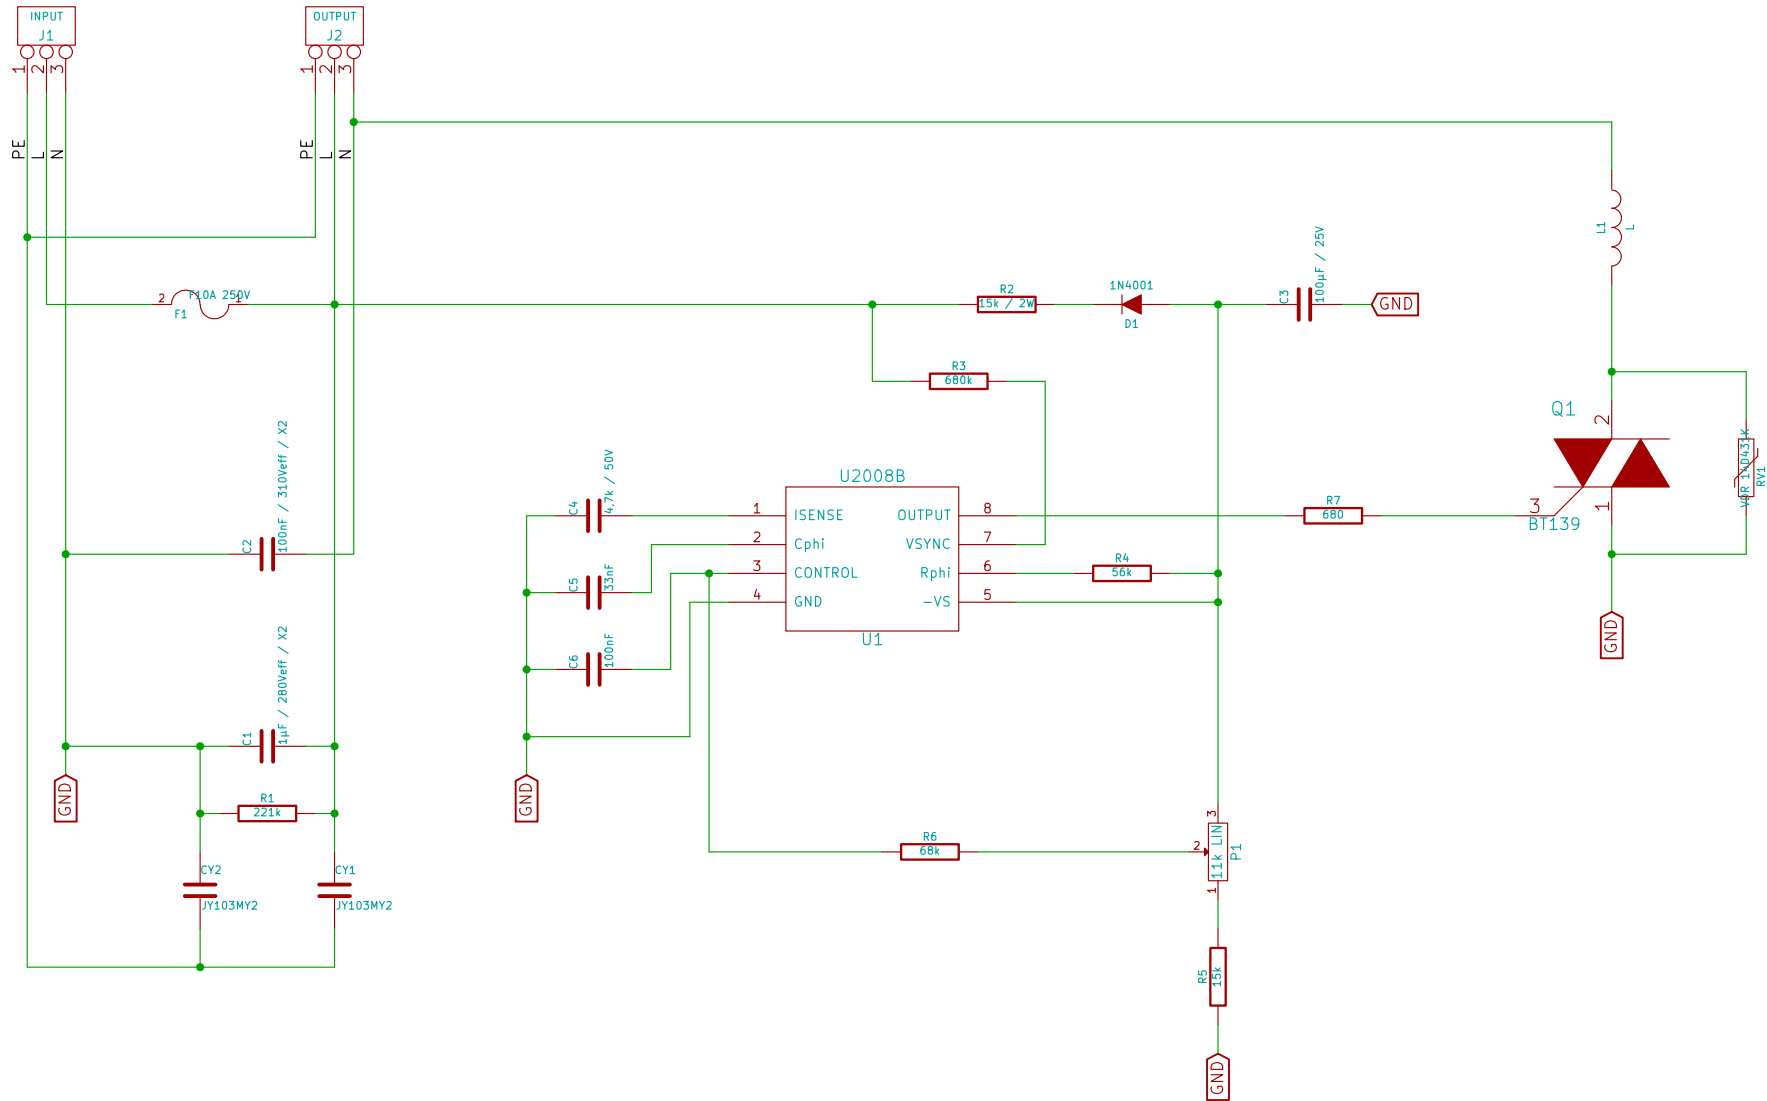 INPUT
J1
1
2
3
PE
L
N
OUTPUT
J2
1
2
3
PE
L
N
2
F10A 250V
1
F1
R2
15k / 2W
1N4001
D1
C3
100µF / 25V
GND
L1
L
R3
680k
Q1
2
3
1
BT139
VDR 14D431K
RV1
GND
C2
100nF / 310Veff / X2
C4
4,7k / 50V
C5
33nF
C6
100nF
GND
U2008B
1
ISENSE
2
Cphi
3
CONTROL
4
GND
OUTPUT
8
VSYNC
7
Rphi
6
-VS
5
U1
R7
680
R4
56k
C1
1µF / 280Veff / X2
GND
R1
221k
CY2
JY103MY2
CY1
JY103MY2
R6
68k
3
2
1
11k LIN
P1
R5
15k
GND